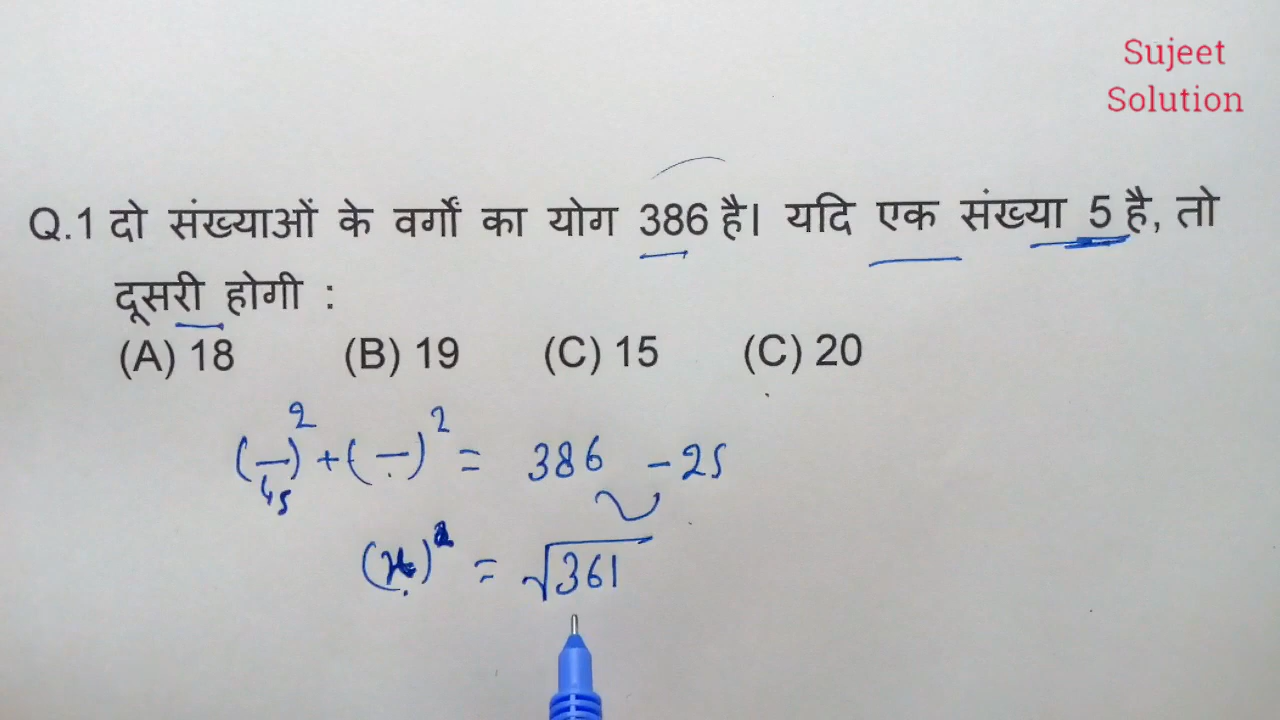 Sujeet
Solution
Q.1 दो संख्याओं के वर्गों का योग 386 है। यदि एक संख्या 5 है, तो
दूसरी होगी :
(A) 18 (B) 19 (C) 15 (C) 20
(—)² + (—)² = 386 - 25
↳5
(x)² = √361